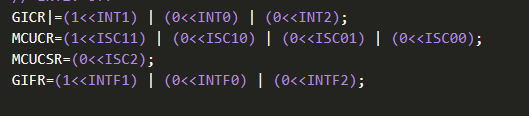 GICR|=(1<<INT1) | (0<<INT0) | (0<<INT2);
MCUCR=(1<<ISC11) | (0<<ISC10) | (0<<ISC01) | (0<<ISC00);
MCUCSR=(0<<ISC2);
GIFR=(1<<INTF1) | (0<<INTF0) | (0<<INTF2);